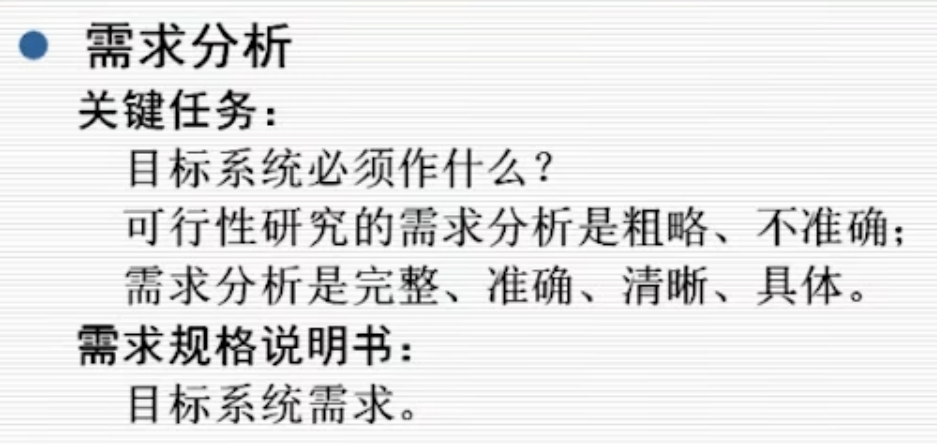 需求分析
关键任务：
目标系统必须作什么？
可行性研究的需求分析是粗略、不准确；
需求分析是完整、准确、清晰、具体。
需求规格说明书：
目标系统需求。